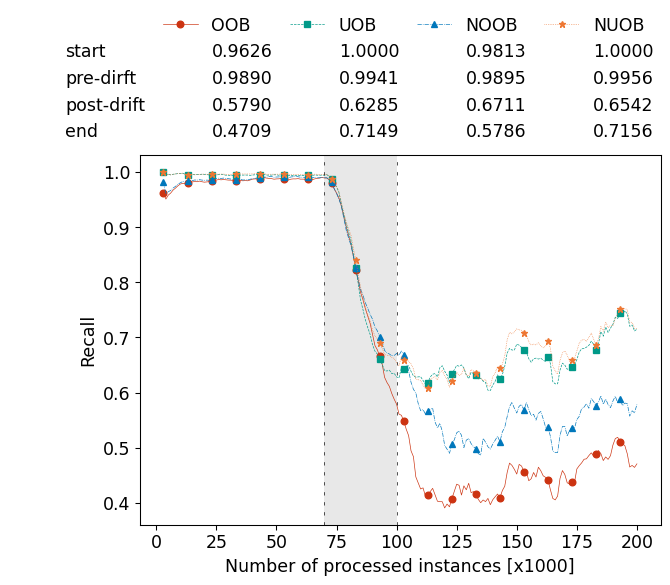 OOB UOB NOOB NUOB
start 0.9626 1.0000 0.9813 1.0000
pre-dirft 0.9890 0.9941 0.9895 0.9956
post-drift 0.5790 0.6285 0.6711 0.6542
end 0.4709 0.7149 0.5786 0.7156
1.0
0.9
0.8
0.7
0.6
0.5
0.4
Recall
0 25 50 75 100 125 150 175 200
Number of processed instances [x1000]